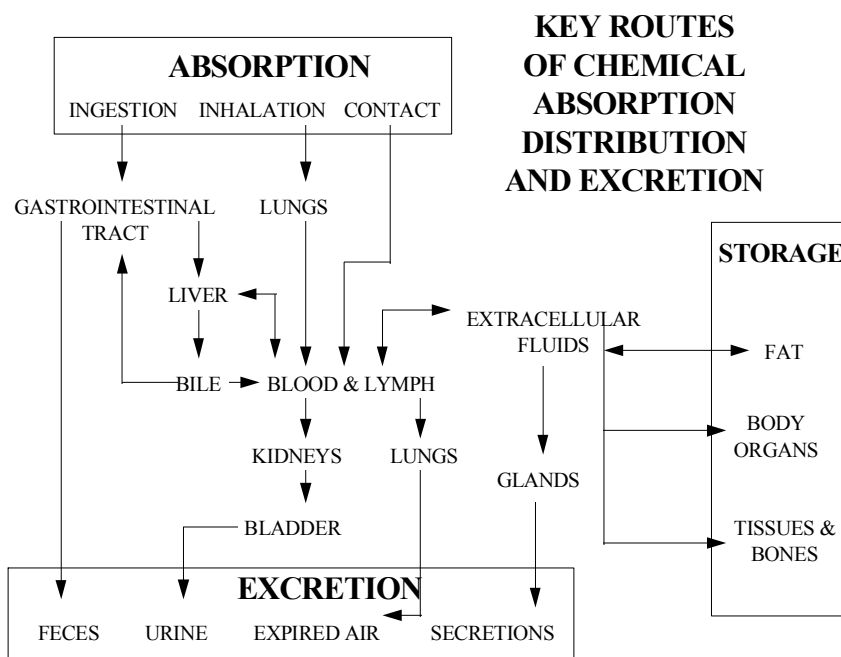 KEY ROUTES
OF CHEMICAL
ABSORPTION
DISTRIBUTION
AND EXCRETION
ABSORPTION
INGESTION INHALATION CONTACT
GASTROINTESTINAL
TRACT
LUNGS
LIVER
BILE
BLOOD & LYMPH
EXTRACELLULAR
FLUIDS
STORAGE
FAT
BODY
ORGANS
TISSUES &
BONES
KIDNEYS
LUNGS
GLANDS
BLADDER
EXCRETION
FECES URINE EXPIRED AIR SECRETIONS